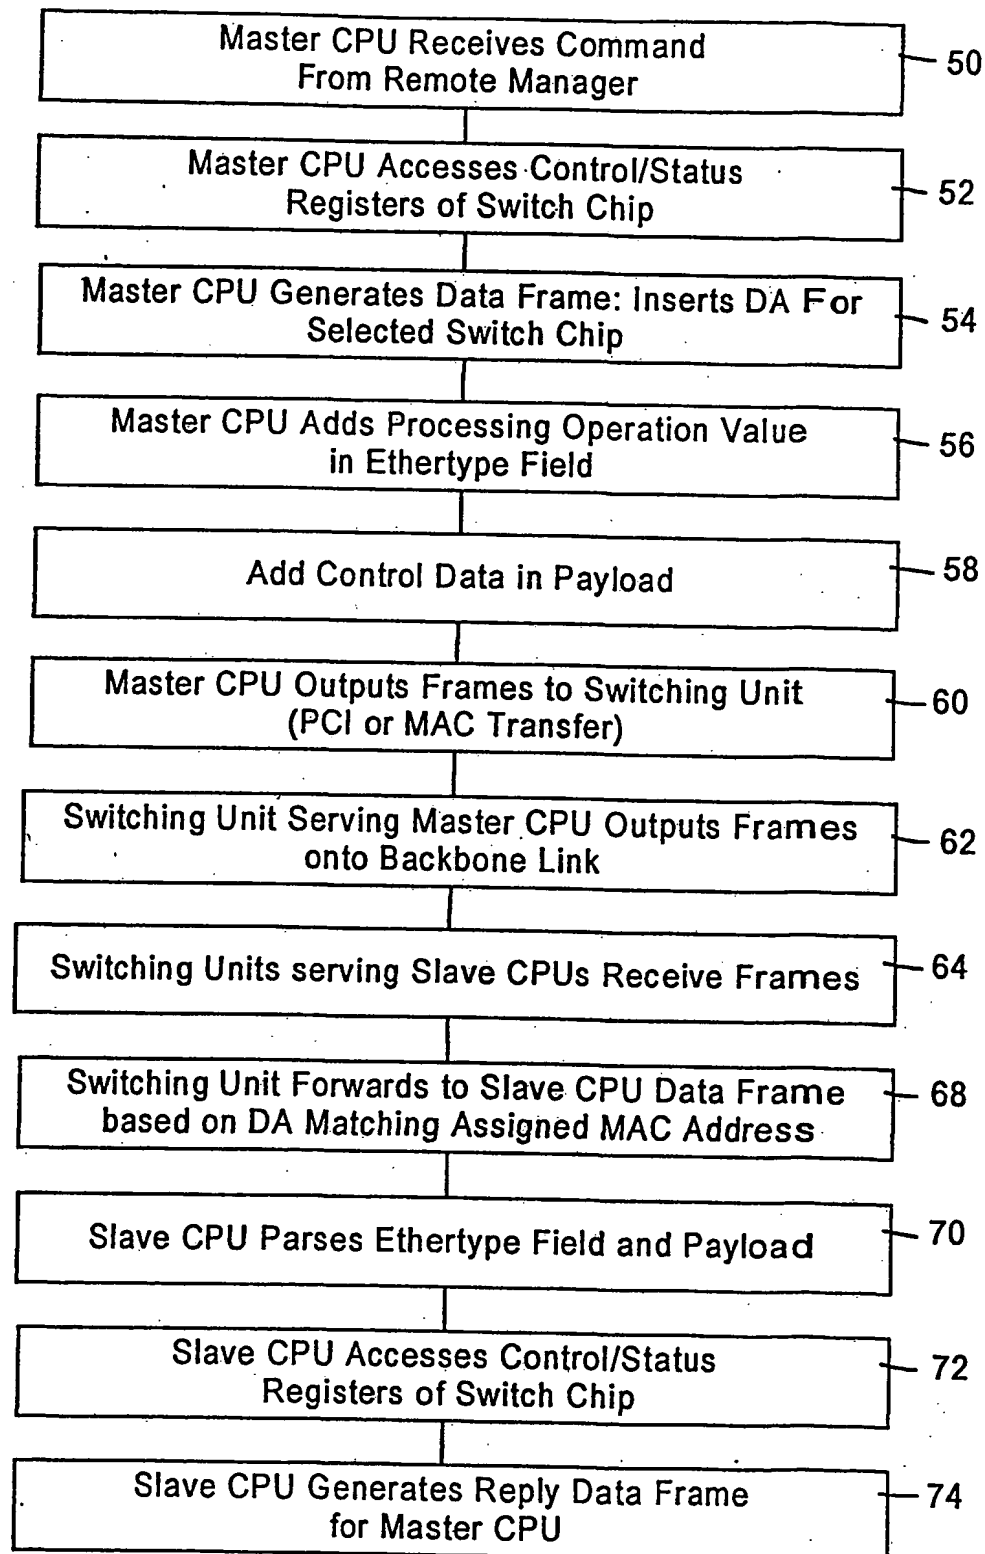 Master CPU Receives Command
From Remote Manager
50
Master CPU Accesses Control/Status
Registers of Switch Chip
52
Master CPU Generates Data Frame: Inserts DA For
Selected Switch Chip
54
Master CPU Adds Processing Operation Value
in Ethertype Field
56
Add Control Data in Payload
58
Master CPU Outputs Frames to Switching Unit
(PCI or MAC Transfer)
60
Switching Unit Serving Master CPU Outputs Frames
onto Backbone Link
62
Switching Units serving Slave CPUs Receive Frames
64
Switching Unit Forwards to Slave CPU Data Frame
based on DA Matching Assigned MAC Address
68
Slave CPU Parses Ethertype Field and Payload
70
Slave CPU Accesses Control/Status
Registers of Switch Chip
72
Slave CPU Generates Reply Data Frame
for Master CPU
74